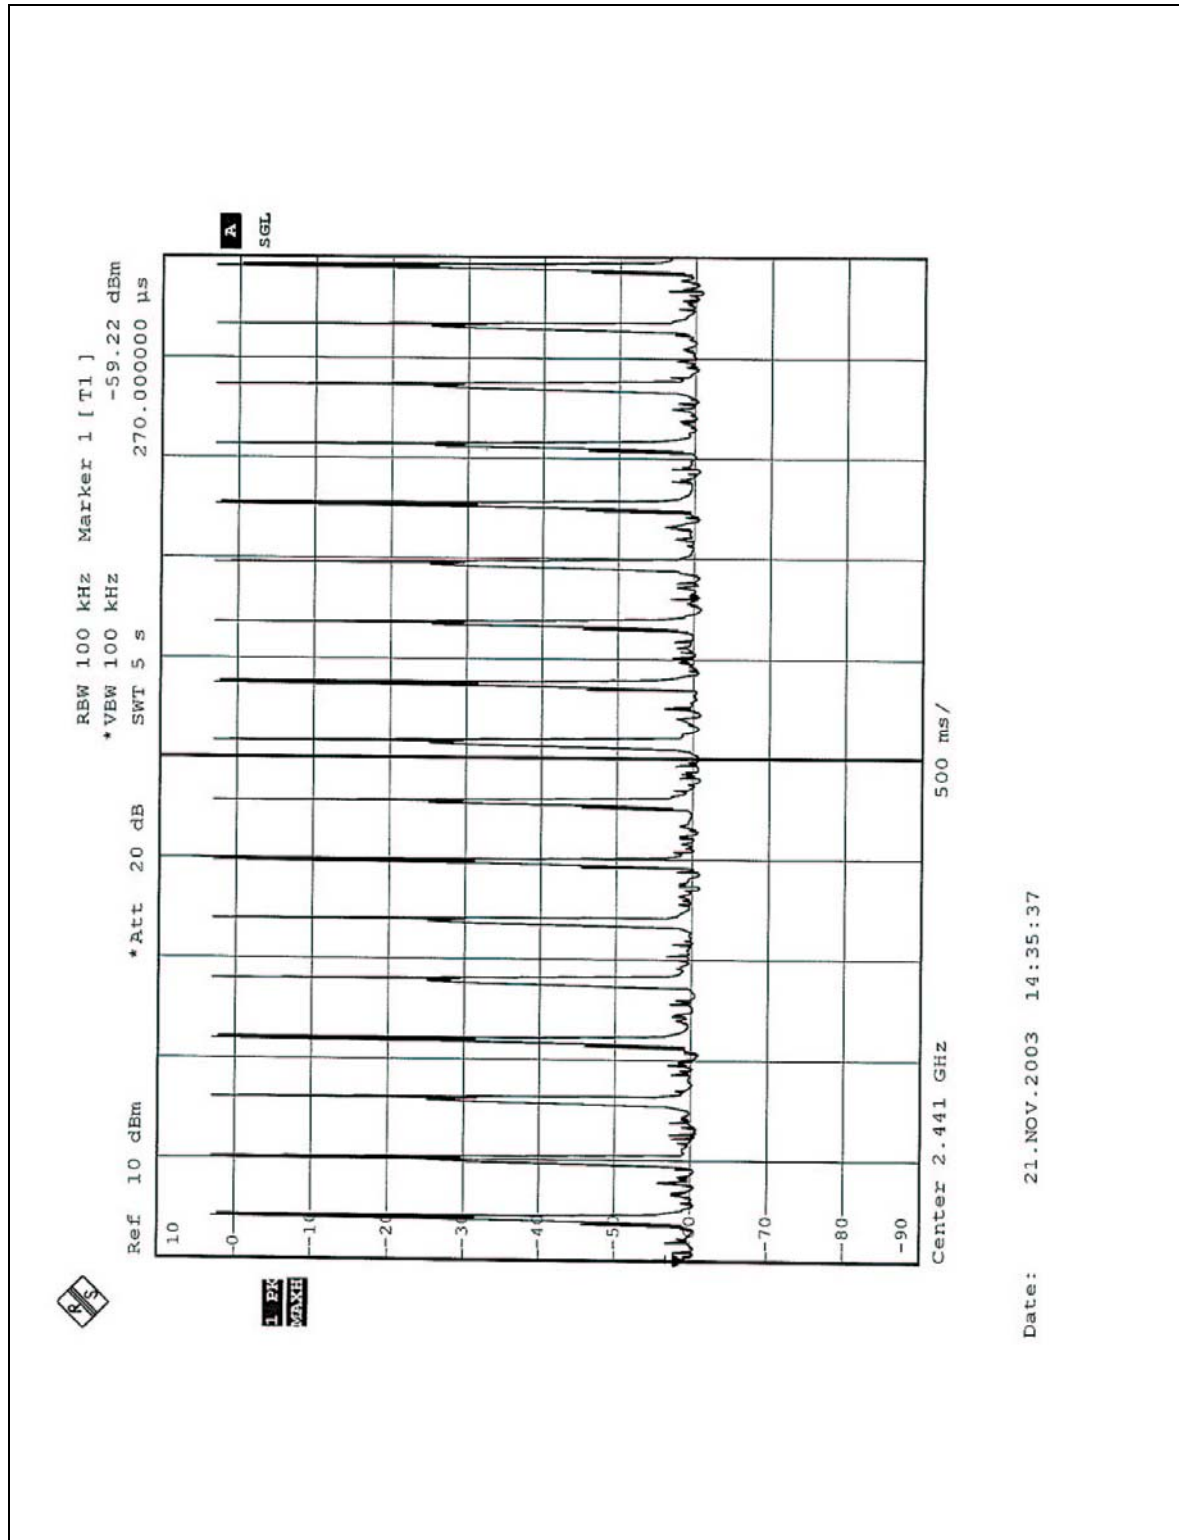 R S
RBW 100 kHz Marker 1 [T1 ]
*VBW 100 kHz -59.22 dBm
Ref 10 dBm *Att 20 dB SWT 5 s 270.000000 µs
10
A
SGL
-0
1 PK
MAXH
-10
-20
-30
-40
-50
-60
-70
-80
-90
Center 2.441 GHz 500 ms/
Date: 21.NOV.2003 14:35:37